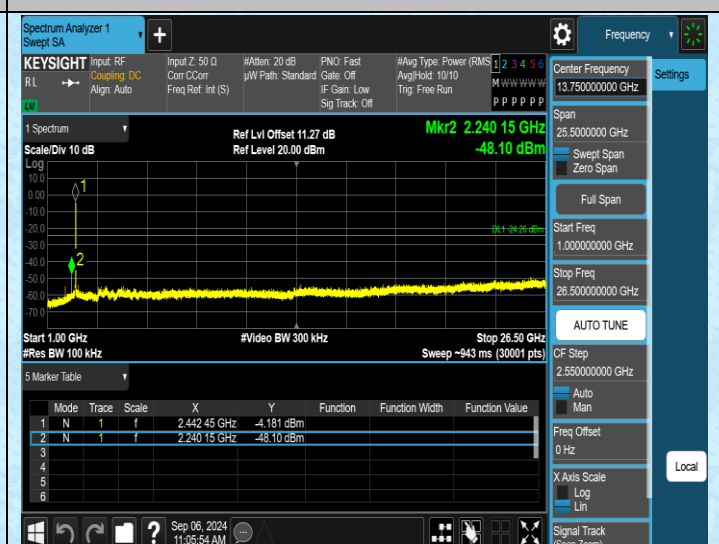 Spectrum Analyzer 1
Swept SA
+
Frequency
KEYSIGHT
RL
LXI
Input: RF
Coupling: DC
Align: Auto
Input Z: 50 Ω
Corr CCorr
Freq Ref: Int (S)
#Atten: 20 dB
µW Path: Standard
PNO: Fast
Gate: Off
IF Gain: Low
Sig Track: Off
#Avg Type: Power (RMS
Avg|Hold: 10/10
Trig: Free Run
1 2 3 4 5 6
M W W W W W
P P P P P P
Center Frequency
13.750000000 GHz
Settings
Span
25.5000000 GHz
Swept Span
Zero Span
Full Span
Start Freq
1.000000000 GHz
Stop Freq
26.500000000 GHz
AUTO TUNE
CF Step
2.550000000 GHz
Auto
Man
Freq Offset
0 Hz
X Axis Scale
Log
Lin
Signal Track
(Span Zoom)
Local
1 Spectrum
Scale/Div 10 dB
Ref Lvl Offset 11.27 dB
Ref Level 20.00 dBm
Mkr2 2.240 15 GHz
-48.10 dBm
Log
10.0
0.00
-10.0
-20.0
-30.0
-40.0
-50.0
-60.0
-70.0
1
2
DL1 -24.26 dBm
Start 1.00 GHz
#Res BW 100 kHz
#Video BW 300 kHz
Stop 26.50 GHz
Sweep ~943 ms (30001 pts)
5 Marker Table
Mode Trace Scale X Y Function Function Width Function Value
1 N 1 f 2.442 45 GHz -4.181 dBm
2 N 1 f 2.240 15 GHz -48.10 dBm
3
4
5
6
?
Sep 06, 2024
11:05:54 AM